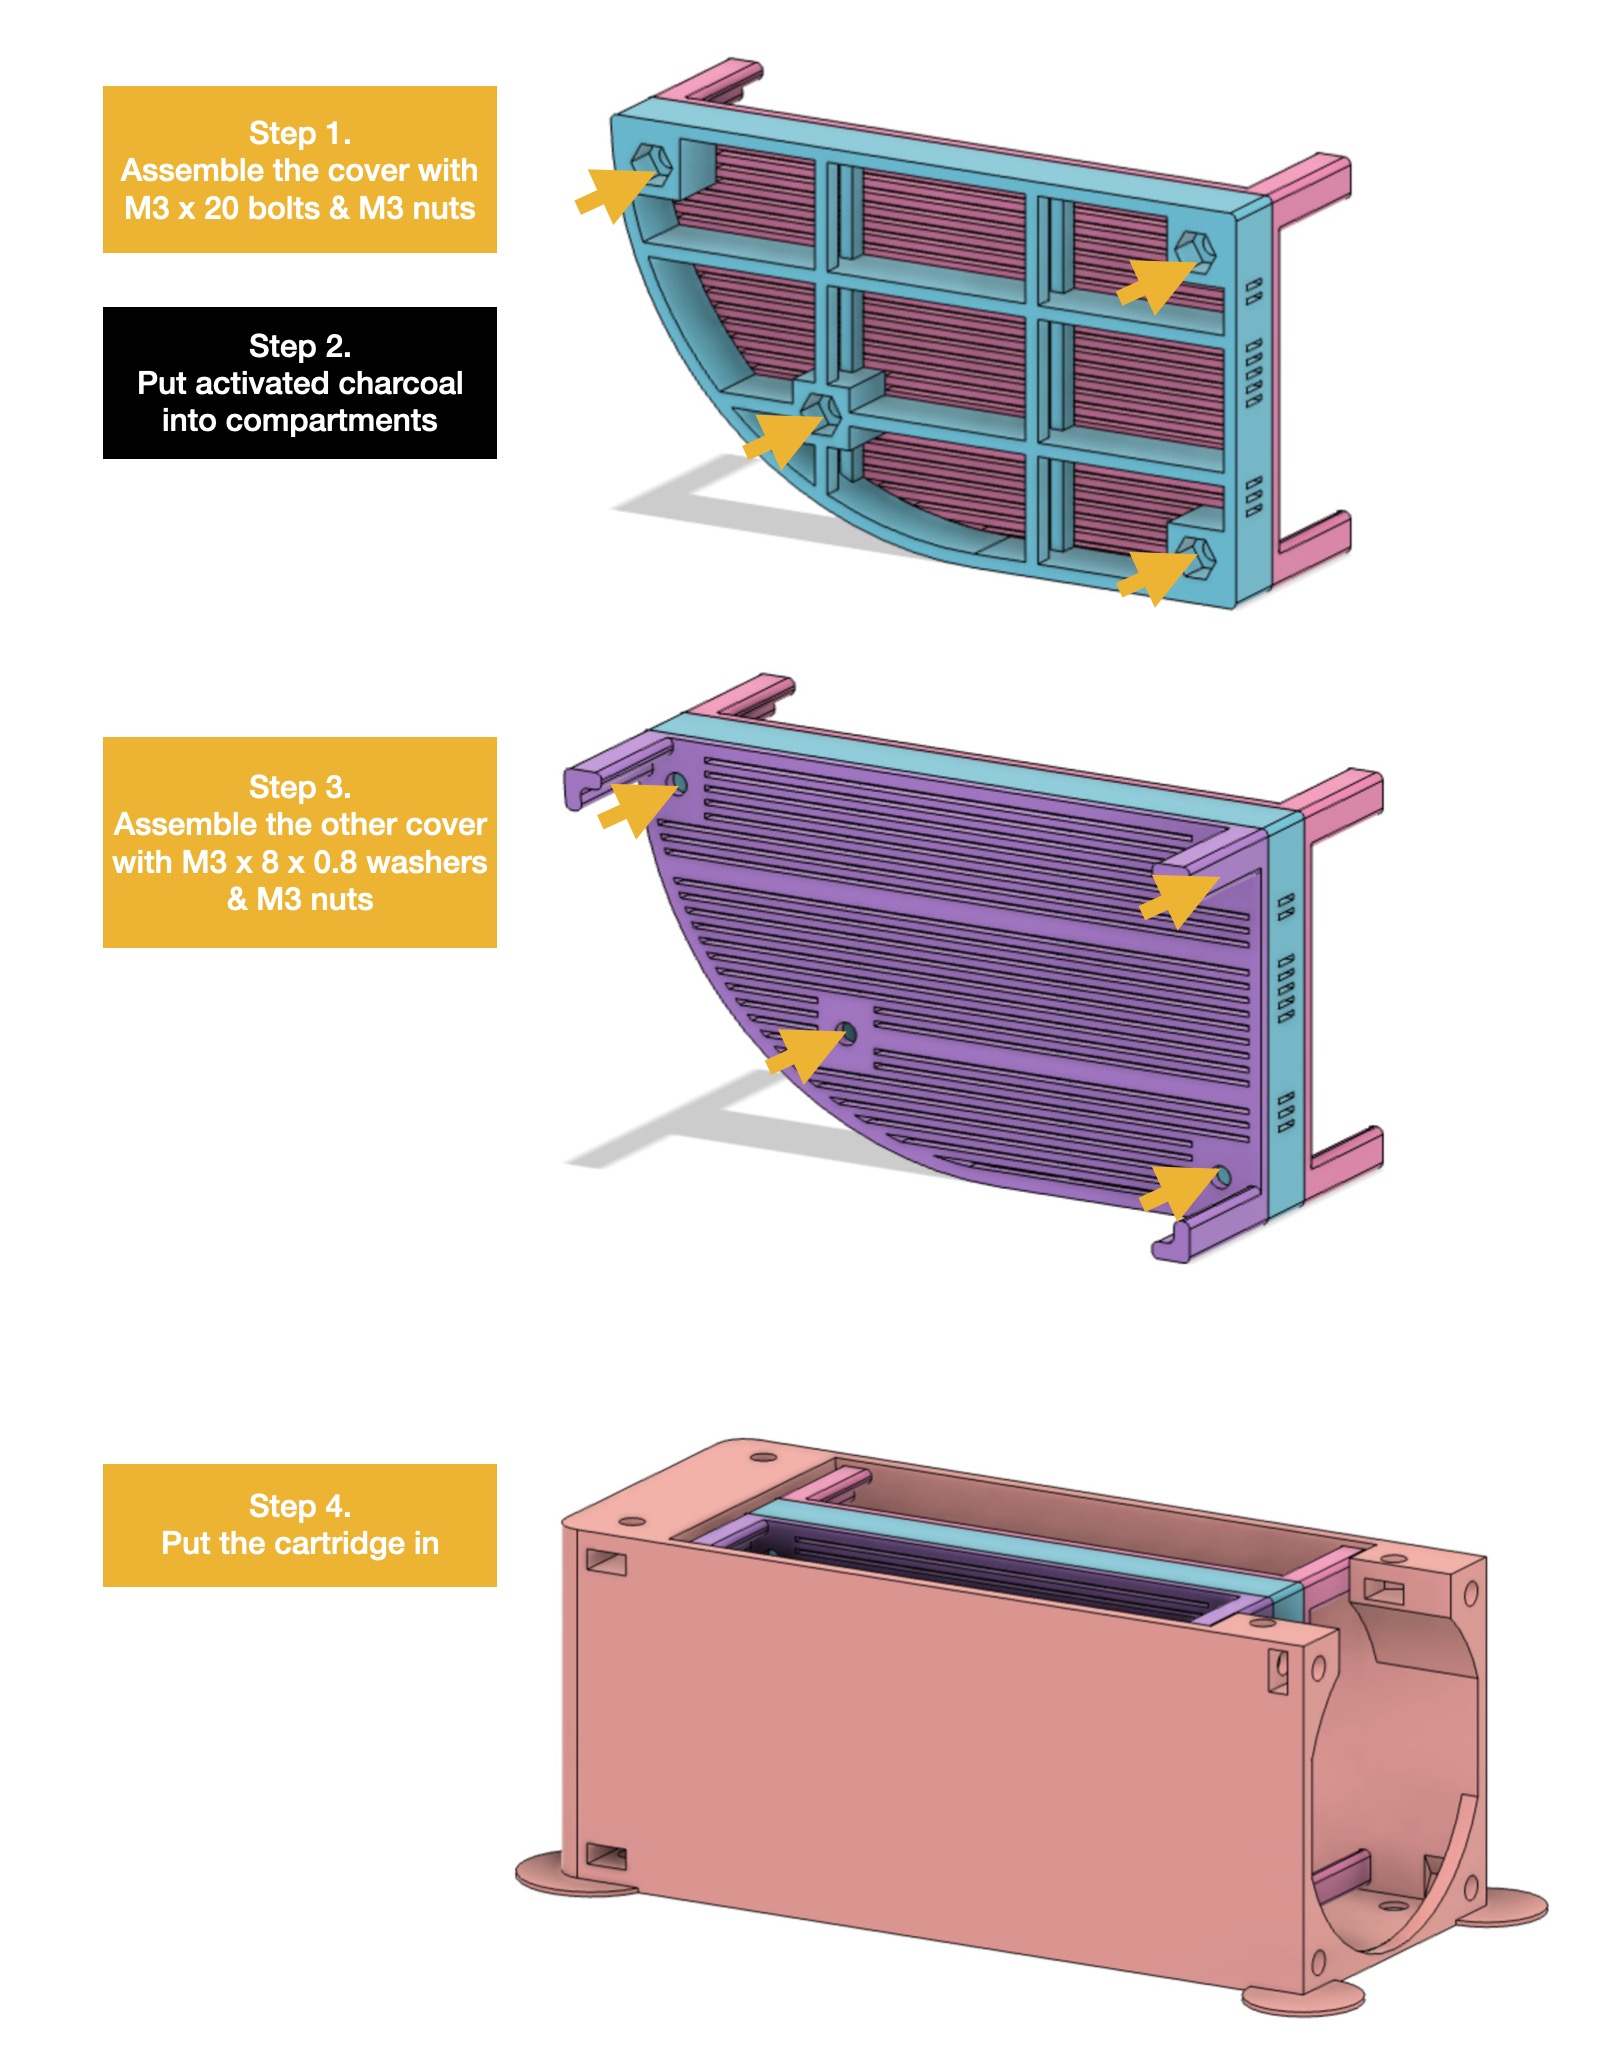 Step 1.
Assemble the cover with
M3 x 20 bolts & M3 nuts
Step 2.
Put activated charcoal
into compartments
Step 3.
Assemble the other cover
with M3 x 8 x 0.8 washers
& M3 nuts
Step 4.
Put the cartridge in